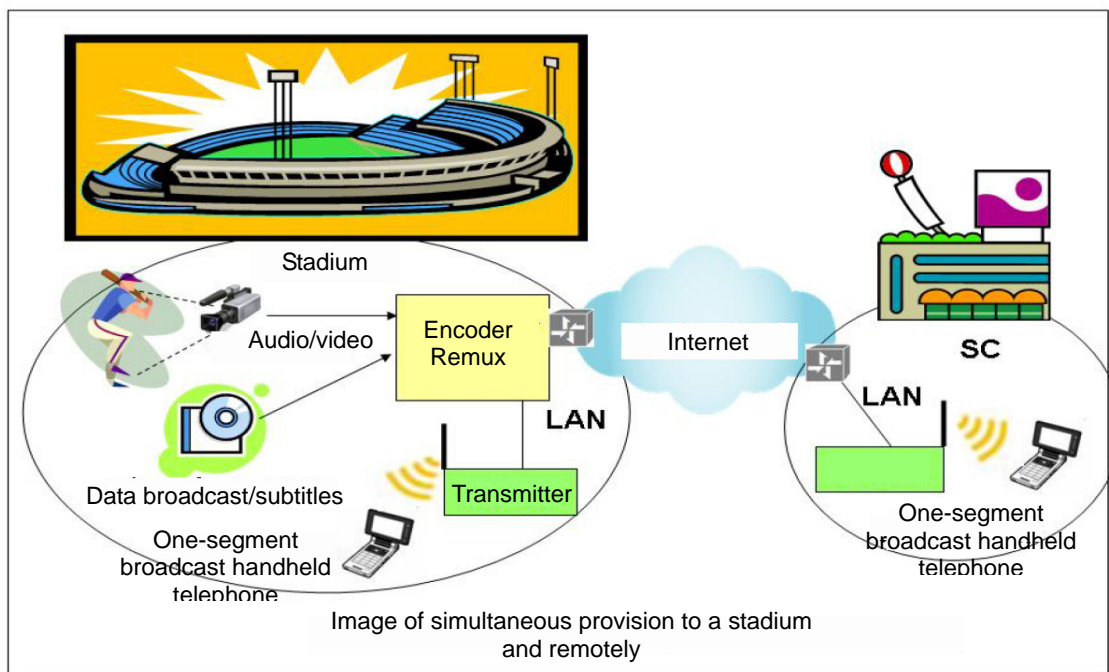 Stadium
Audio/video
Encoder
Remux
Internet
SC
LAN
LAN
Data broadcast/subtitles
Transmitter
One-segment
broadcast handheld
telephone
One-segment
broadcast handheld
telephone
Image of simultaneous provision to a stadium
and remotely